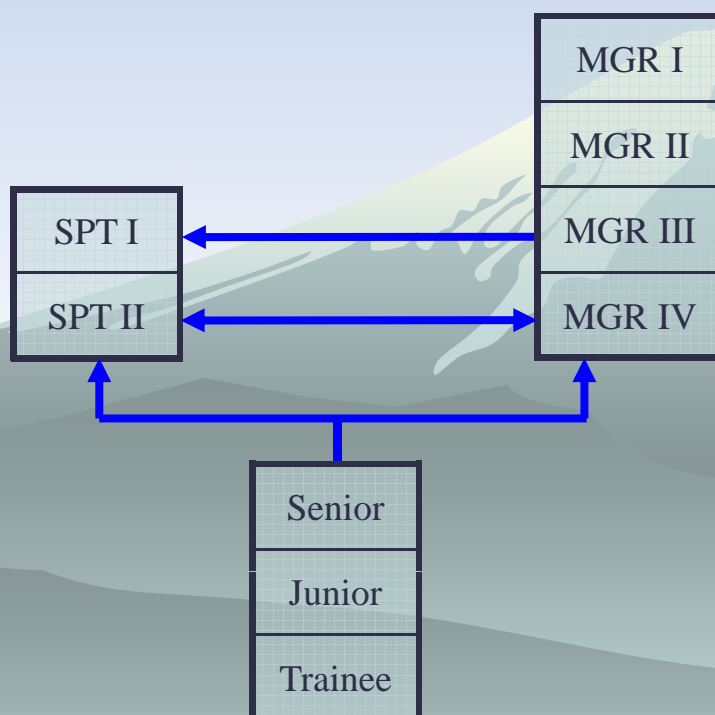 MGR I
MGR II
SPT I
MGR III
SPT II
MGR IV
Senior
Junior
Trainee